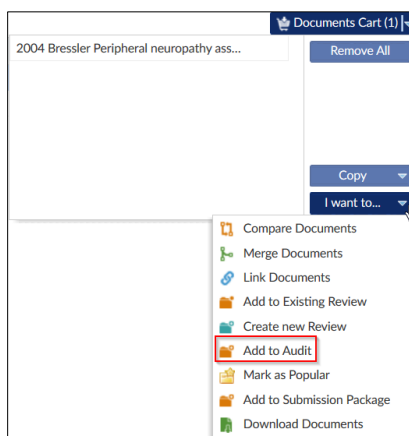 Documents Cart (1)
2004 Bressler Peripheral neuropathy ass...
Remove All
Copy
I want to...
Compare Documents
Merge Documents
Link Documents
Add to Existing Review
Create new Review
Add to Audit
Mark as Popular
Add to Submission Package
Download Documents